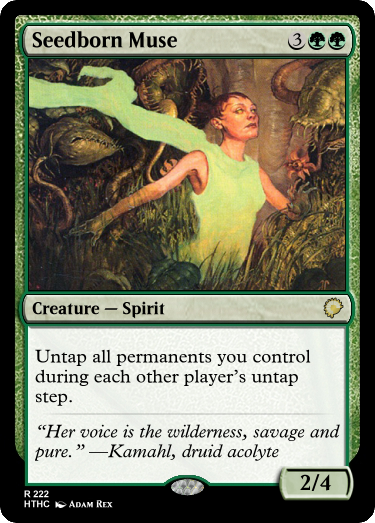 Seedborn Muse 3
Creature — Spirit
Untap all permanents you control
during each other player's untap
step.
“Her voice is the wilderness, savage and
pure.” —Kamahl, druid acolyte
2/4
R 222
HTHC ADAM REX